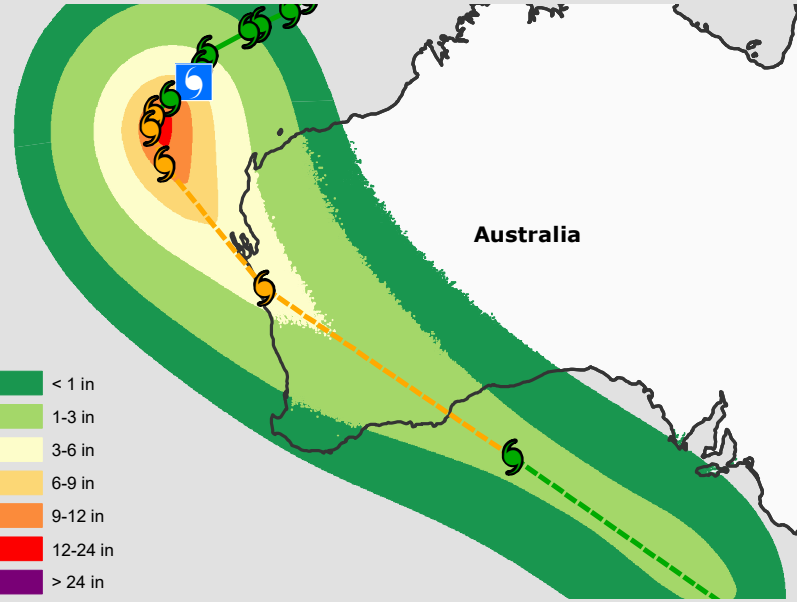 Australia
< 1 in
1-3 in
3-6 in
6-9 in
9-12 in
12-24 in
> 24 in